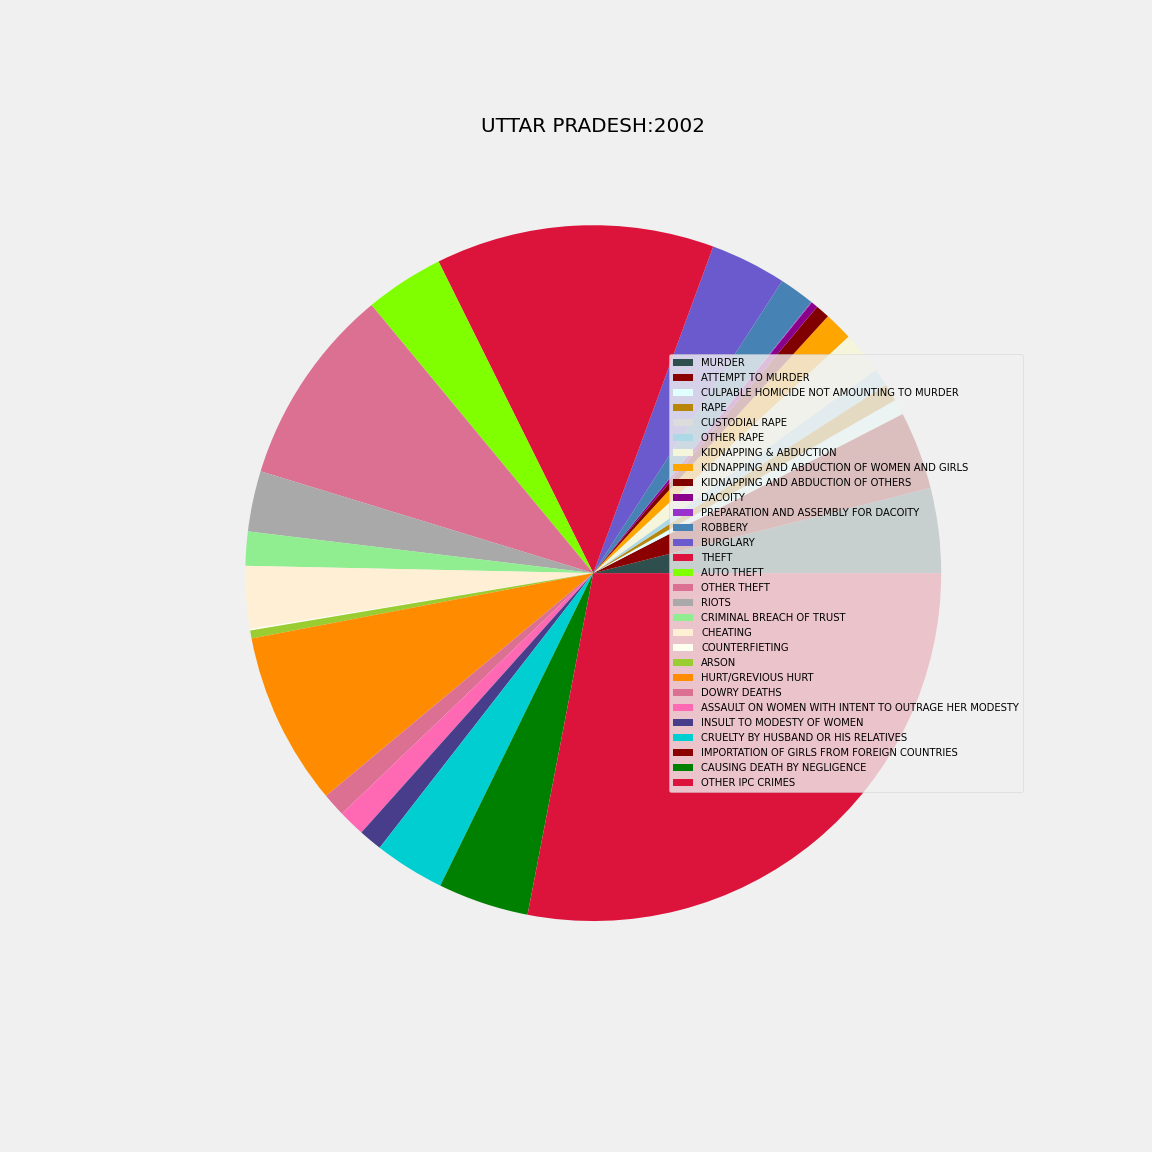 UTTAR PRADESH:2002
MURDER
ATTEMPT TO MURDER
CULPABLE HOMICIDE NOT AMOUNTING TO MURDER
RAPE
CUSTODIAL RAPE
OTHER RAPE
KIDNAPPING & ABDUCTION
KIDNAPPING AND ABDUCTION OF WOMEN AND GIRLS
KIDNAPPING AND ABDUCTION OF OTHERS
DACOITY
PREPARATION AND ASSEMBLY FOR DACOITY
ROBBERY
BURGLARY
THEFT
AUTO THEFT
OTHER THEFT
RIOTS
CRIMINAL BREACH OF TRUST
CHEATING
COUNTERFIETING
ARSON
HURT/GREVIOUS HURT
DOWRY DEATHS
ASSAULT ON WOMEN WITH INTENT TO OUTRAGE HER MODESTY
INSULT TO MODESTY OF WOMEN
CRUELTY BY HUSBAND OR HIS RELATIVES
IMPORTATION OF GIRLS FROM FOREIGN COUNTRIES
CAUSING DEATH BY NEGLIGENCE
OTHER IPC CRIMES